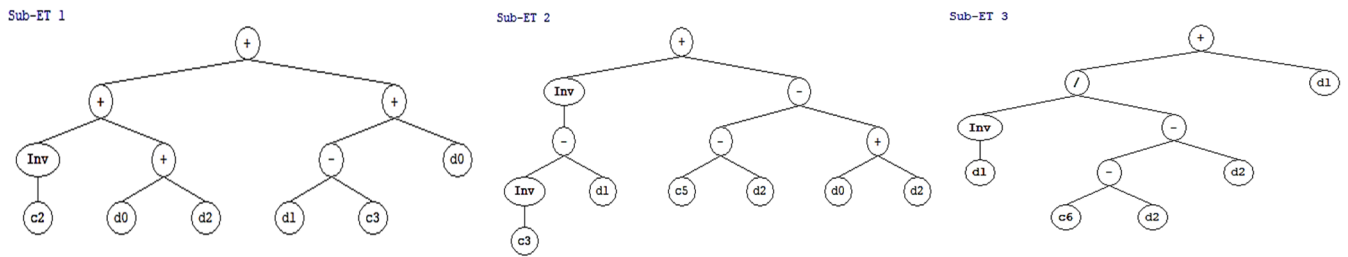 Sub-ET 1
+
+ +
Inv + - d0
c2 d0 d2 d1 c3
Sub-ET 2
+
Inv -
- - +
Inv d1 c5 d2 d0 d2
c3
Sub-ET 3
+
/ d1
Inv -
d1 - d2
c6 d2